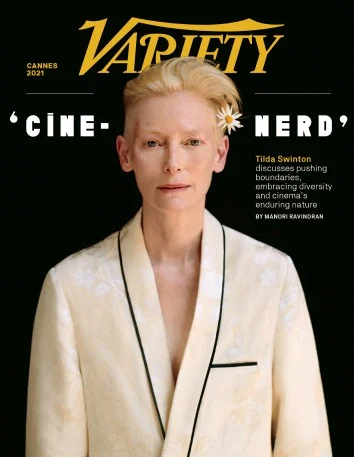 VARIETY
CANNES
2021
‘CINE-
NERD’
Tilda Swinton
discusses pushing
boundaries,
embracing diversity
and cinema’s
enduring nature
BY MANORI RAVINDRAN